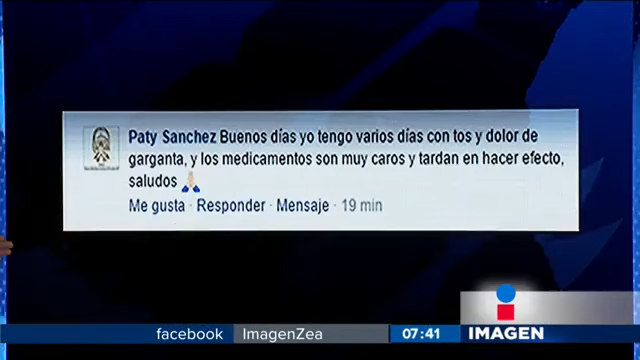 Paty Sanchez Buenos días yo tengo varios días con tos y dolor de
garganta, y los medicamentos son muy caros y tardan en hacer efecto,
saludos 🙏
Me gusta · Responder · Mensaje · 19 min
facebook ImagenZea 07:41 IMAGEN